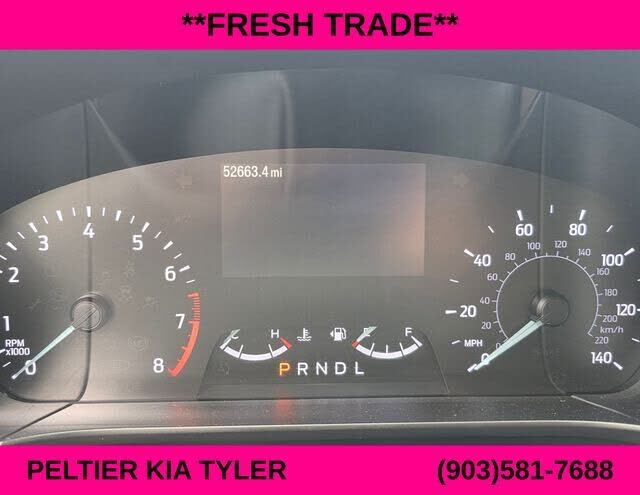 **FRESH TRADE**
52663.4 mi
0 1 2 3 4 5 6 7 8
RPM
x1000
C H
E F
P R N D L
0 20 40 60 80 100 120 140
MPH
0 20 40 60 80 100 120 140 160 180 200 220
km/h
PELTIER KIA TYLER (903)581-7688